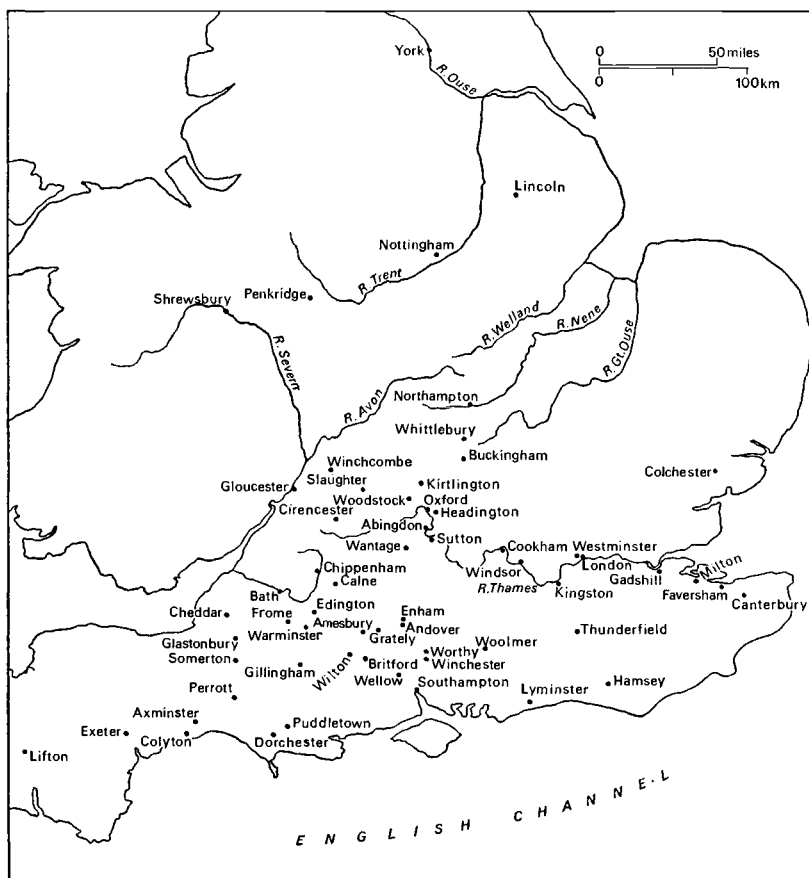 York
R. Ouse
0 50 miles
0 100 km
Lincoln
Nottingham
R. Trent
Penkridge
Shrewsbury
R. Severn
R. Welland
R. Nene
R. Gt. Ouse
R. Avon
Northampton
Whittlebury
Buckingham
Winchcombe
Colchester
Slaughter
Kirtlington
Gloucester
Woodstock
Oxford
Headington
Cirencester
Abingdon
Sutton
Wantage
Cookham
Westminster
London
Milton
Chippenham
Windsor
Gadshill
Calne
R. Thames
Kingston
Faversham
Canterbury
Bath
Edington
Enham
Cheddar
Frome
Amesbury
Andover
Warminster
Grately
Thunderfield
Glastonbury
Woolmer
Somerton
Worthy
Wilton
Britford
Winchester
Gillingham
Wellow
Southampton
Hamsey
Perrott
Lyminster
Axminster
Puddletown
Exeter
Colyton
Dorchester
Lifton
ENGLISH CHANNEL